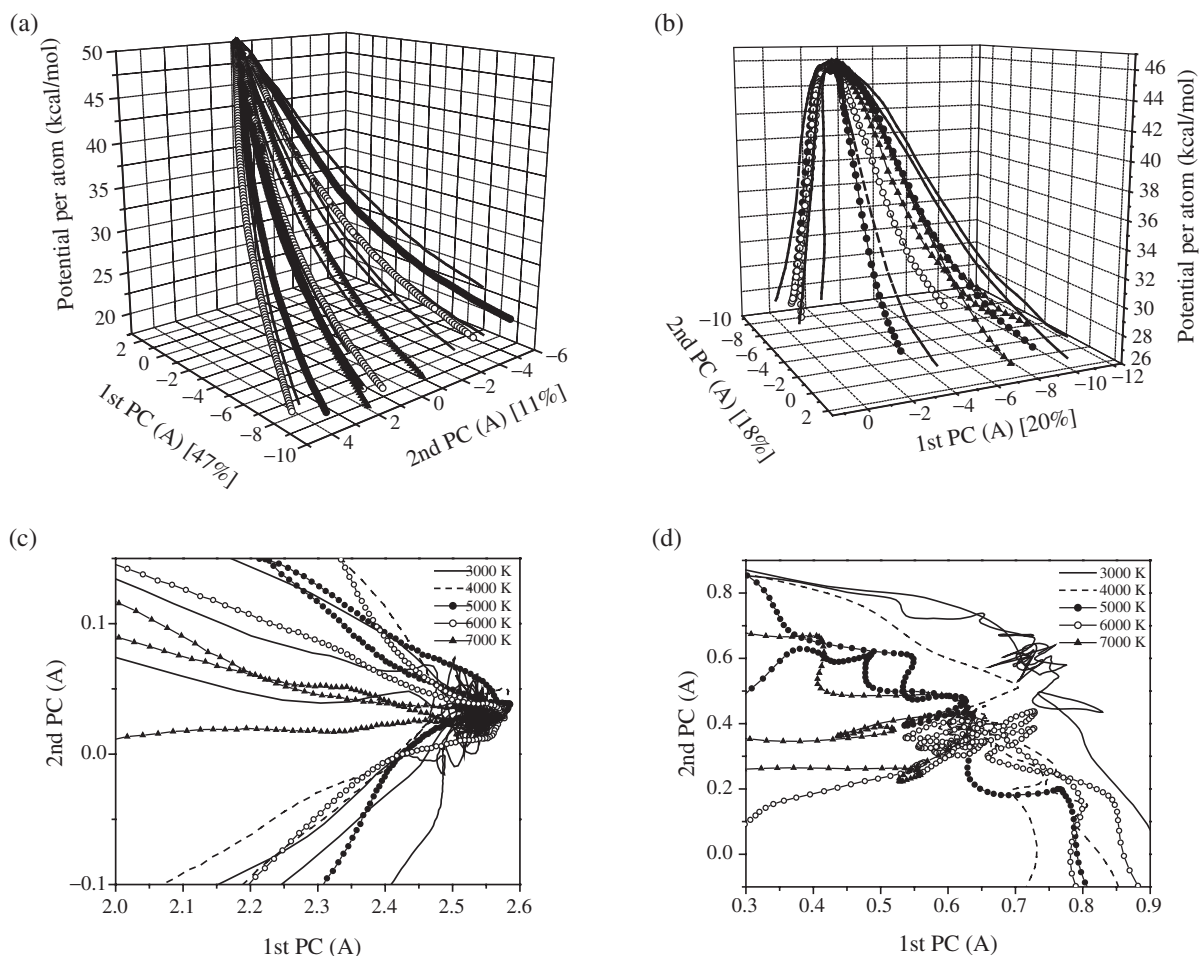 (a)
Potential per atom (kcal/mol)
50
45
40
35
30
25
20
2
0
−2
−4
−6
−8
−10
1st PC (A) [47%]
4
2
0
−2
−4
−6
2nd PC (A) [11%]
(b)
46
44
42
40
38
36
34
32
30
28
26
Potential per atom (kcal/mol)
−10
−8
−6
−4
−2
0
2
2nd PC (A) [18%]
0
−2
−4
−6
−8
−10
−12
1st PC (A) [20%]
(c)
3000 K
4000 K
5000 K
6000 K
7000 K
0.1
0.0
−0.1
2nd PC (A)
2.0 2.1 2.2 2.3 2.4 2.5 2.6
1st PC (A)
(d)
3000 K
4000 K
5000 K
6000 K
7000 K
0.8
0.6
0.4
0.2
0.0
2nd PC (A)
0.3 0.4 0.5 0.6 0.7 0.8 0.9
1st PC (A)